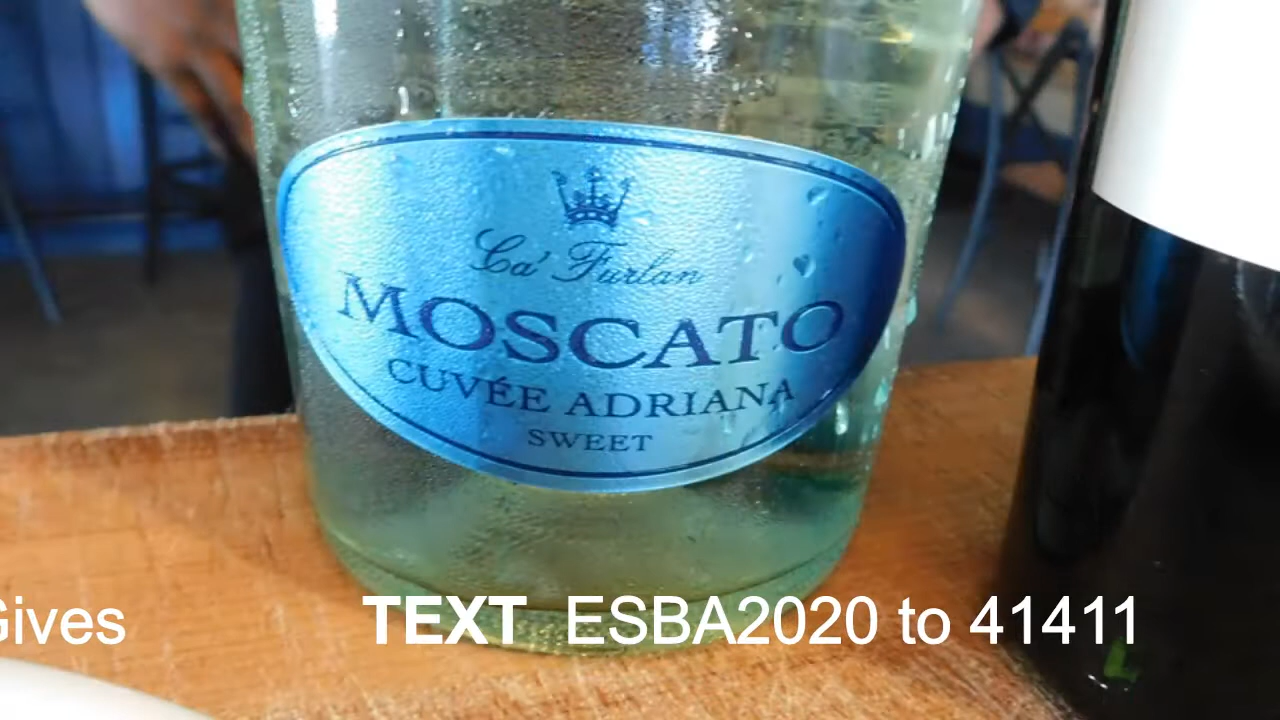 Ca' Furlan
MOSCATO
CUVÉE ADRIANA
SWEET
Gives TEXT ESBA2020 to 41411